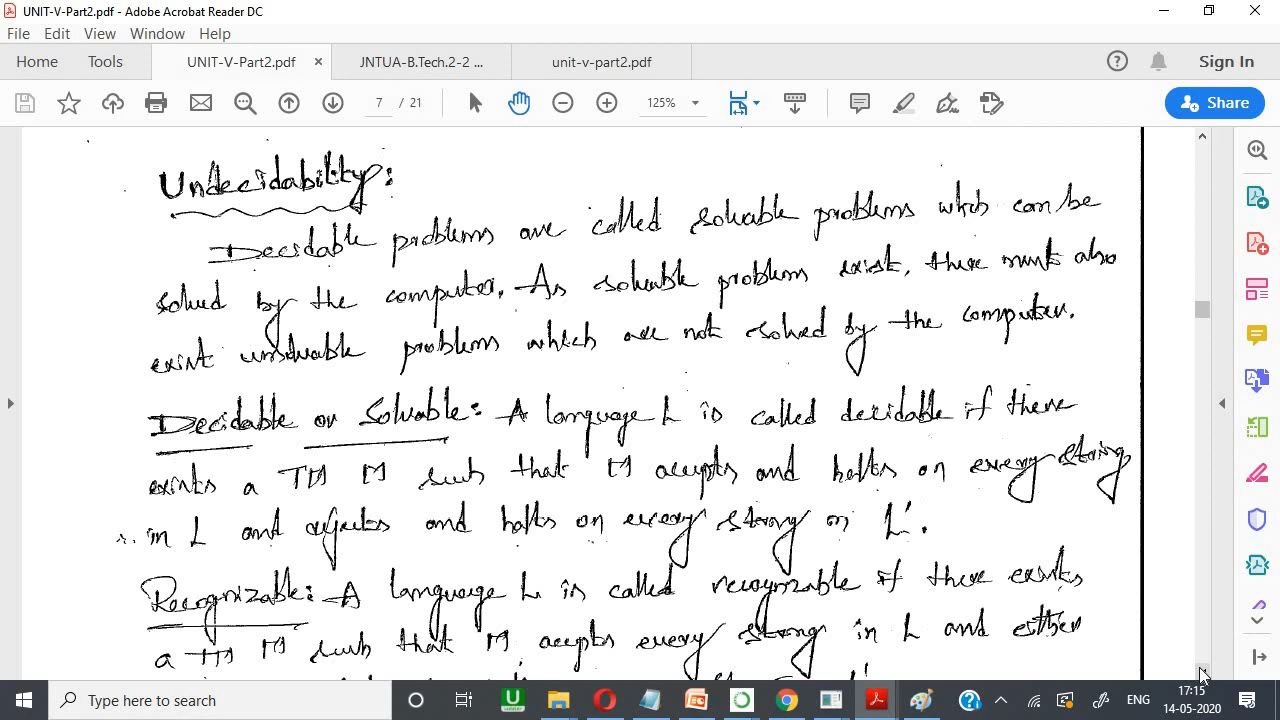 UNIT-V-Part2.pdf - Adobe Acrobat Reader DC
File Edit View Window Help
Home Tools UNIT-V-Part2.pdf × JNTUA-B.Tech.2-2 ... unit-v-part2.pdf Sign In
7 / 21 125% Share
Undecidability:
Decidable problems are called solvable problems which can be
solved by the computer. As solvable problems exist, there must also
exist unsolvable problems which are not solved by the computer.
Decidable or Solvable: A language L is called decidable if there
exists a TM M such that M accepts and halts on every string
in L and rejects and halts on every string on L'.
Recognizable: A language L is called recognizable if there exists
a TM M such that M accepts every string in L and either
Type here to search ENG 17:15
14-05-2020